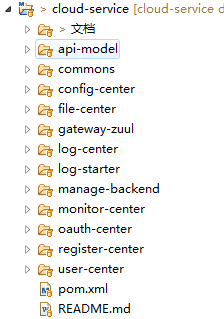 > cloud-service [cloud-service d
> 文档
api-model
commons
config-center
file-center
gateway-zuul
log-center
log-starter
manage-backend
monitor-center
oauth-center
register-center
user-center
pom.xml
README.md